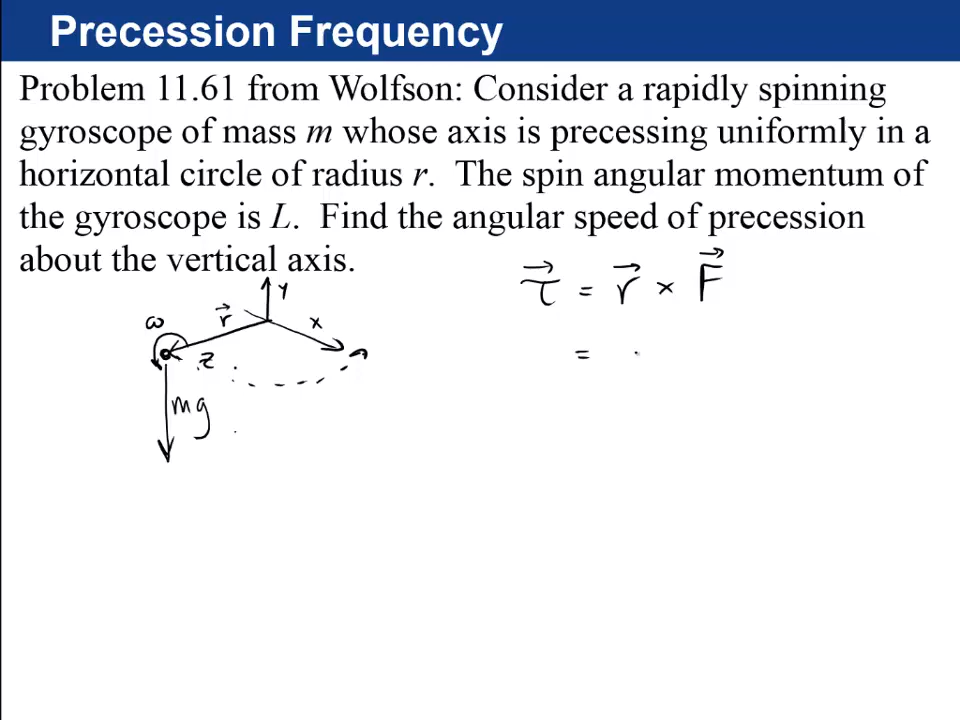 Precession Frequency
Problem 11.61 from Wolfson: Consider a rapidly spinning
gyroscope of mass m whose axis is precessing uniformly in a
horizontal circle of radius r. The spin angular momentum of
the gyroscope is L. Find the angular speed of precession
about the vertical axis.
τ⃗ = r⃗ × F⃗
=
y
ω r⃗ x
z
mg